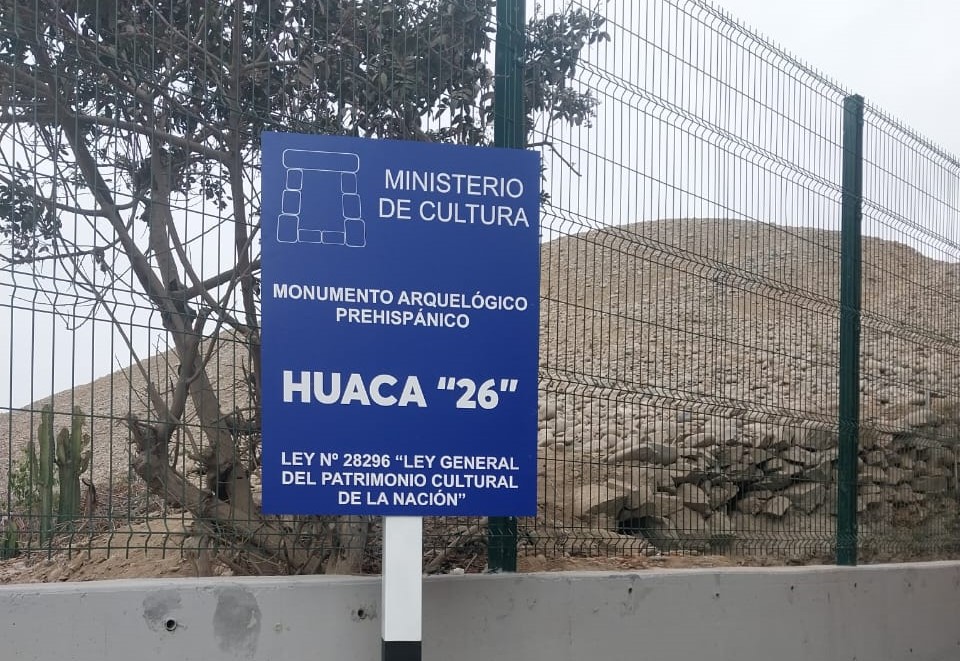 MINISTERIO
DE CULTURA
MONUMENTO ARQUELÓGICO
PREHISPÁNICO
HUACA “26”
LEY Nº 28296 “LEY GENERAL
DEL PATRIMONIO CULTURAL
DE LA NACIÓN”